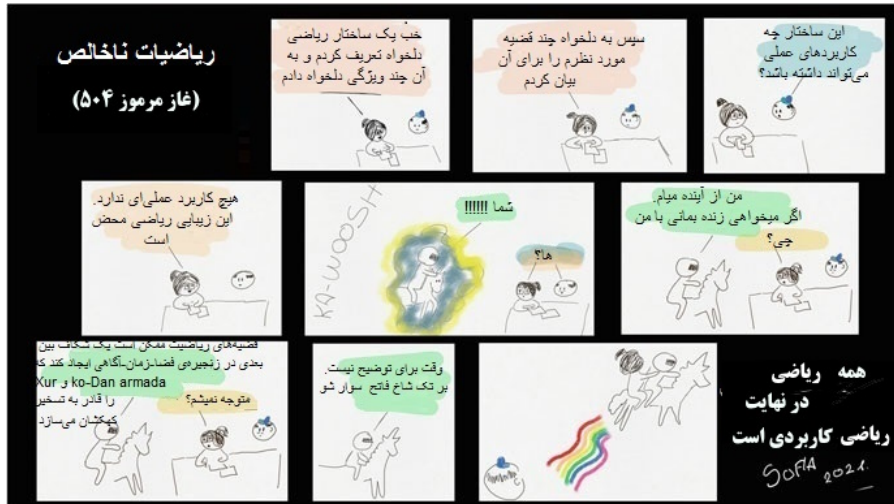 ریاضیات ناخالص
(غاز مرموز ۵۰۴)
خب یک ساختار ریاضی
دلخواه تعریف کردم و به
آن چند ویژگی دلخواه دادم
سپس به دلخواه چند قضیه
مورد نظرم را برای آن
بیان کردم
این ساختار چه
کاربردهای عملی
می‌تواند داشته باشد؟
هیچ کاربرد عملی‌ای ندارد.
این زیبایی ریاضی محض
است
KA-WOOSH
شما !!!!!!
ها؟
من از آینده میام.
اگر میخواهی زنده بمانی با من
چی؟
قضیه‌های ریاضیت ممکن است یک شکاف بین
بعدی در زنجیره‌ی فضا-زمان-آگاهی ایجاد کند که
Xur و ko-Dan armada
را قادر به تسخیر
کهکشان می‌سازد
متوجه نمیشم؟
وقت برای توضیح نیست.
بر تک شاخ فاتح سوار شو
همه ریاضی
در نهایت
ریاضی کاربردی است
SOFIA 2021.